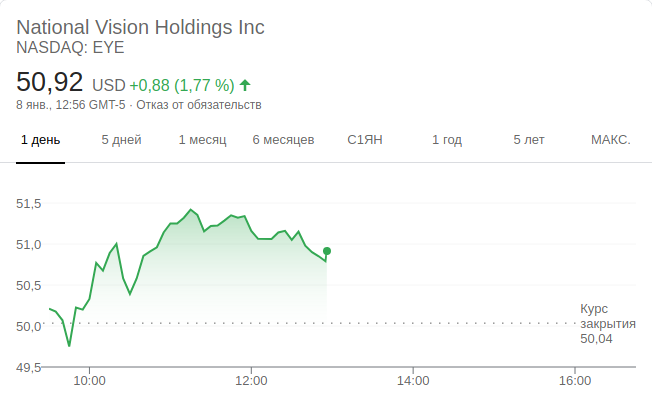 National Vision Holdings Inc
NASDAQ: EYE
50,92 USD +0,88 (1,77 %)
8 янв., 12:56 GMT-5 · Отказ от обязательств
1 день 5 дней 1 месяц 6 месяцев С1ЯН 1 год 5 лет МАКС.
51,5
51,0
50,5
50,0
49,5
Курс
закрытия
50,04
10:00 12:00 14:00 16:00